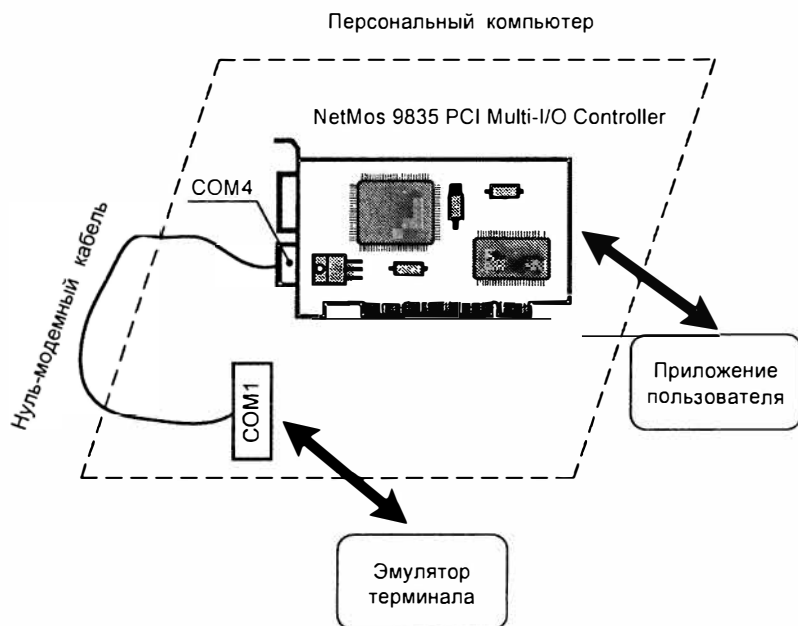 Персональный компьютер
NetMos 9835 PCI Multi-I/O Controller
COM4
Нуль-модемный кабель
COM1
Приложение
пользователя
Эмулятор
терминала